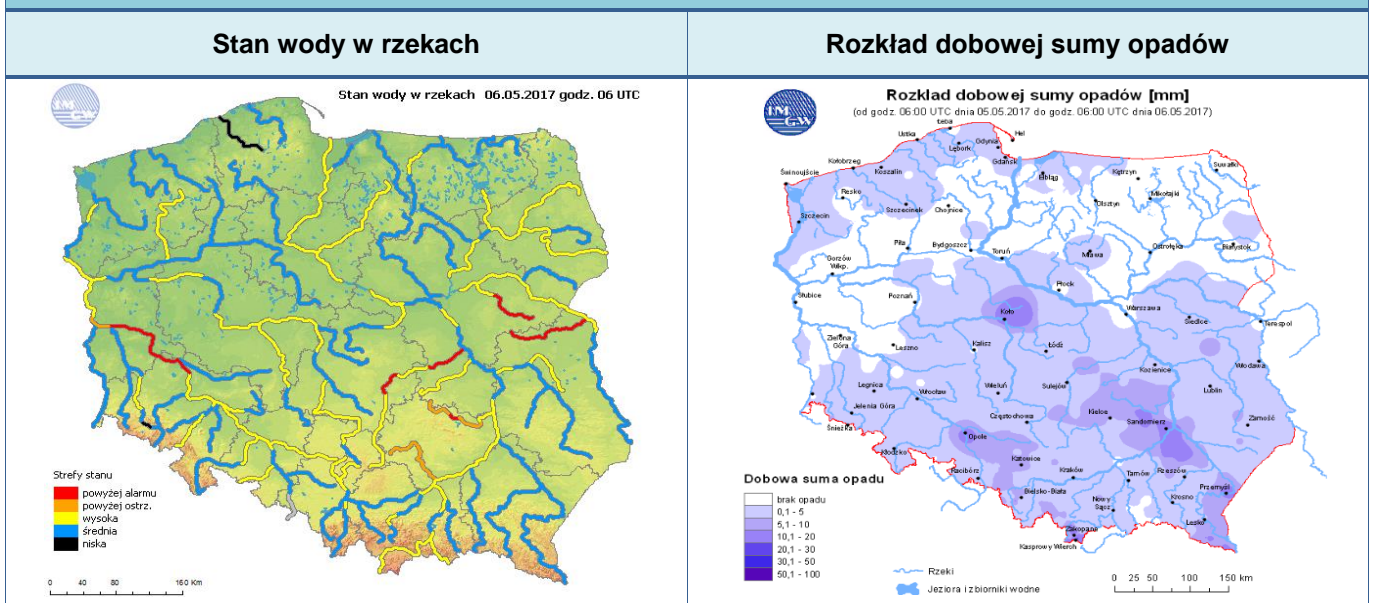 Stan wody w rzekach
Rozkład dobowej sumy opadów
Stan wody w rzekach 06.05.2017 godz. 06 UTC
Strefy stanu
powyżej alarmu
powyżej ostrz.
wysoka
średnia
niska
0 40 80 160 Km
Rozkład dobowej sumy opadów [mm]
(od godz. 06:00 UTC dnia 05.05.2017 do godz. 06:00 UTC dnia 06.05.2017)
IM
GW
Łeba
Ustka
Hel
Lębork
Gdynia
Gdańsk
Kołobrzeg
Koszalin
Elbląg
Kętrzyn
Suwałki
Świnoujście
Resko
Mikołajki
Szczecin
Szczecinek
Chojnice
Olsztyn
Piła
Bydgoszcz
Toruń
Mława
Ostrołęka
Białystok
Gorzów
Wlkp.
Płock
Słubice
Poznań
Koło
Warszawa
Siedlce
Terespol
Zielona
Góra
Leszno
Kalisz
Łódź
Kozienice
Włodawa
Legnica
Wrocław
Wieluń
Sulejów
Lublin
Jelenia Góra
Częstochowa
Kielce
Sandomierz
Zamość
Śnieżka
Opole
Kłodzko
Katowice
Racibórz
Kraków
Tarnów
Rzeszów
Przemyśl
Bielsko-Biała
Nowy
Sącz
Krosno
Lesko
Zakopane
Kasprowy Wierch
Dobowa suma opadu
brak opadu
0,1 - 5
5,1 - 10
10,1 - 20
20,1 - 30
30,1 - 50
50,1 - 100
Rzeki
Jeziora i zbiorniki wodne
0 25 50 100 150 km